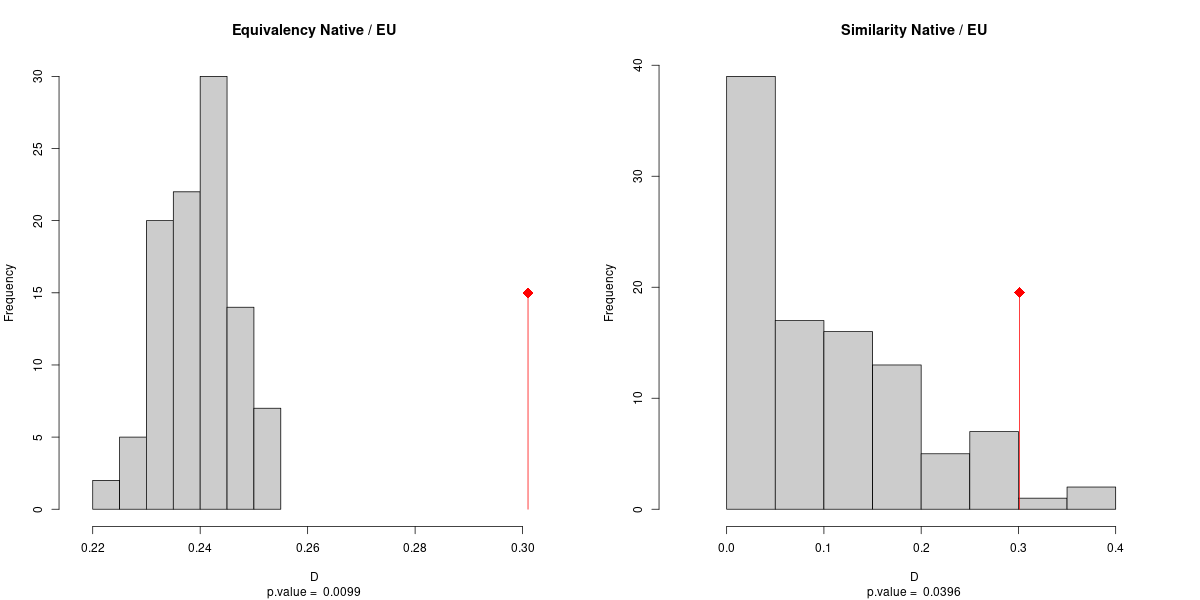 Equivalency Native / EU
Frequency
30
25
20
15
10
5
0
0.22 0.24 0.26 0.28 0.30
D
p.value = 0.0099
Similarity Native / EU
Frequency
40
30
20
10
0
0.0 0.1 0.2 0.3 0.4
D
p.value = 0.0396